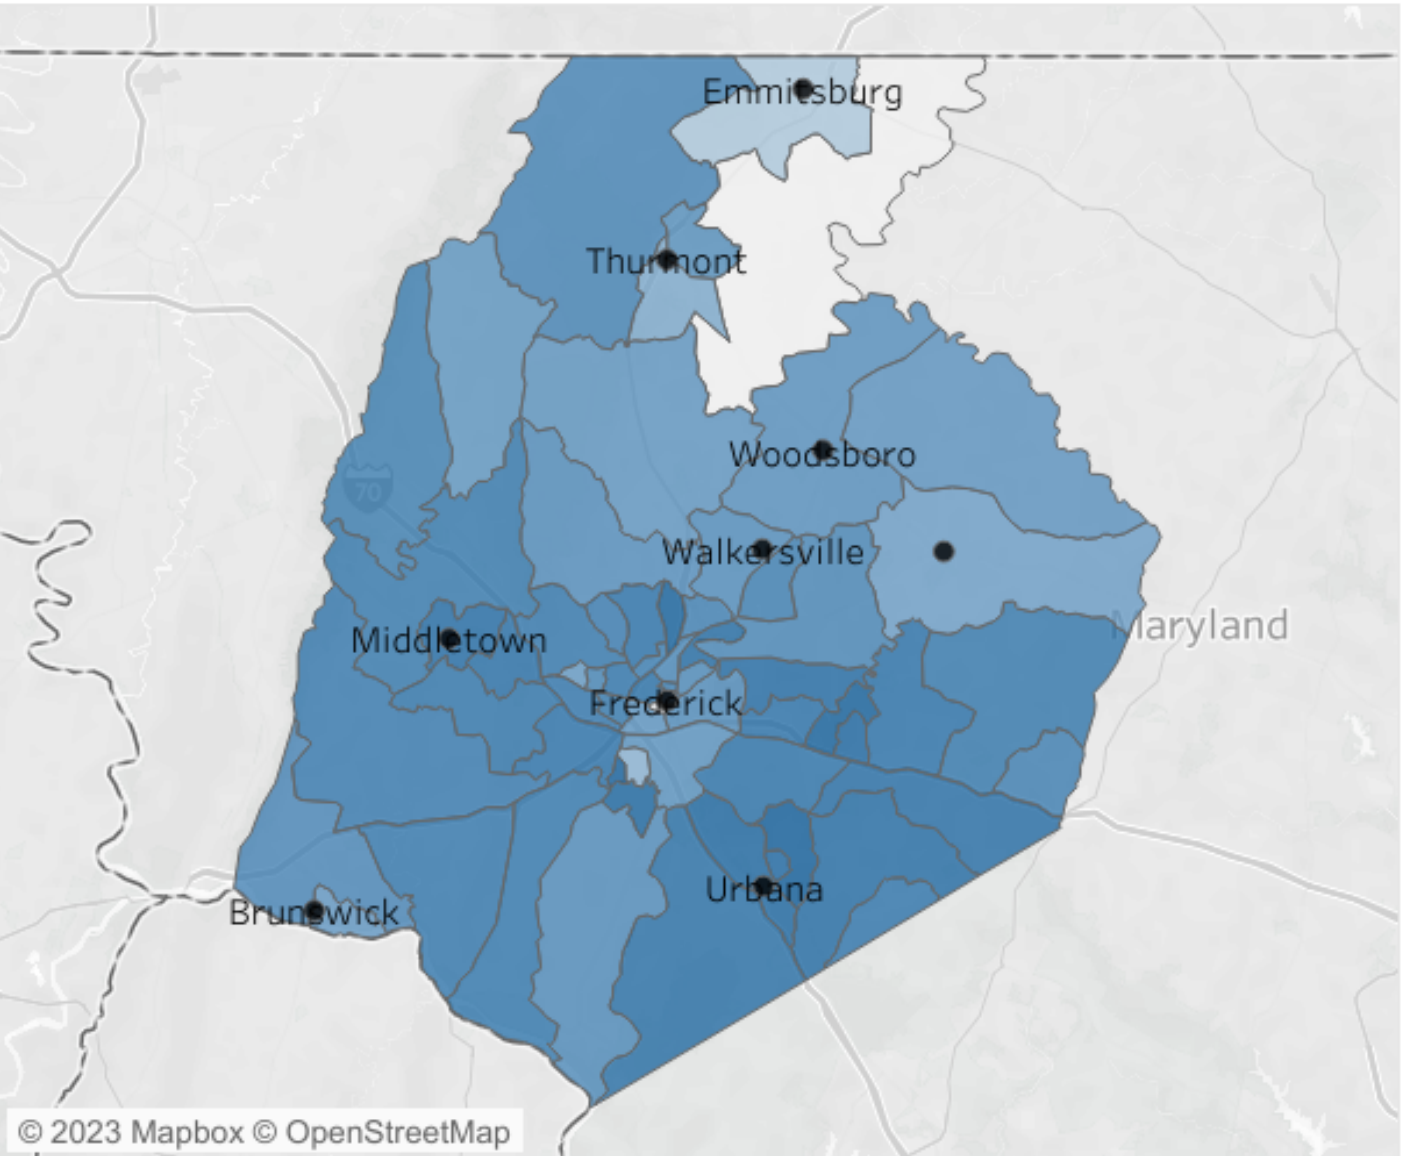 Emmitsburg
Thurmont
70
Woodsboro
Walkersville
Maryland
Middletown
Frederick
Urbana
Brunswick
© 2023 Mapbox © OpenStreetMap